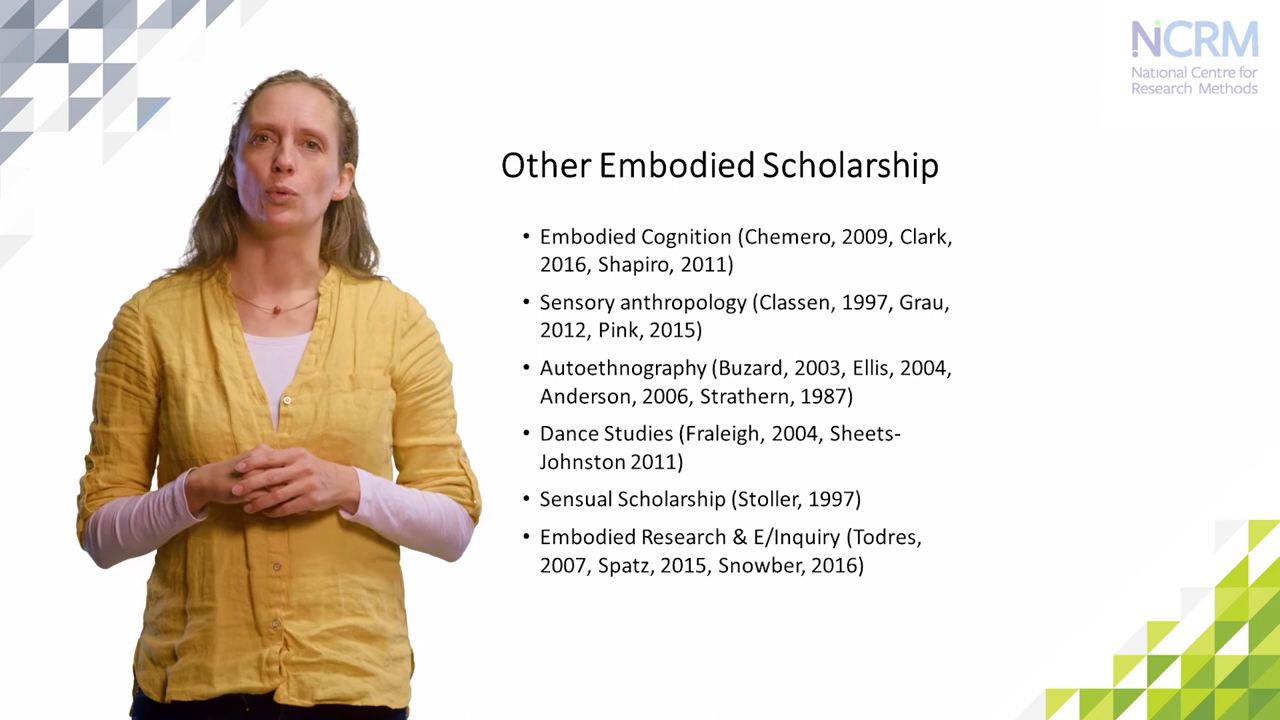 NCRM
National Centre for
Research Methods
Other Embodied Scholarship
• Embodied Cognition (Chemero, 2009, Clark,
2016, Shapiro, 2011)
• Sensory anthropology (Classen, 1997, Grau,
2012, Pink, 2015)
• Autoethnography (Buzard, 2003, Ellis, 2004,
Anderson, 2006, Strathern, 1987)
• Dance Studies (Fraleigh, 2004, Sheets-
Johnston 2011)
• Sensual Scholarship (Stoller, 1997)
• Embodied Research & E/Inquiry (Todres,
2007, Spatz, 2015, Snowber, 2016)